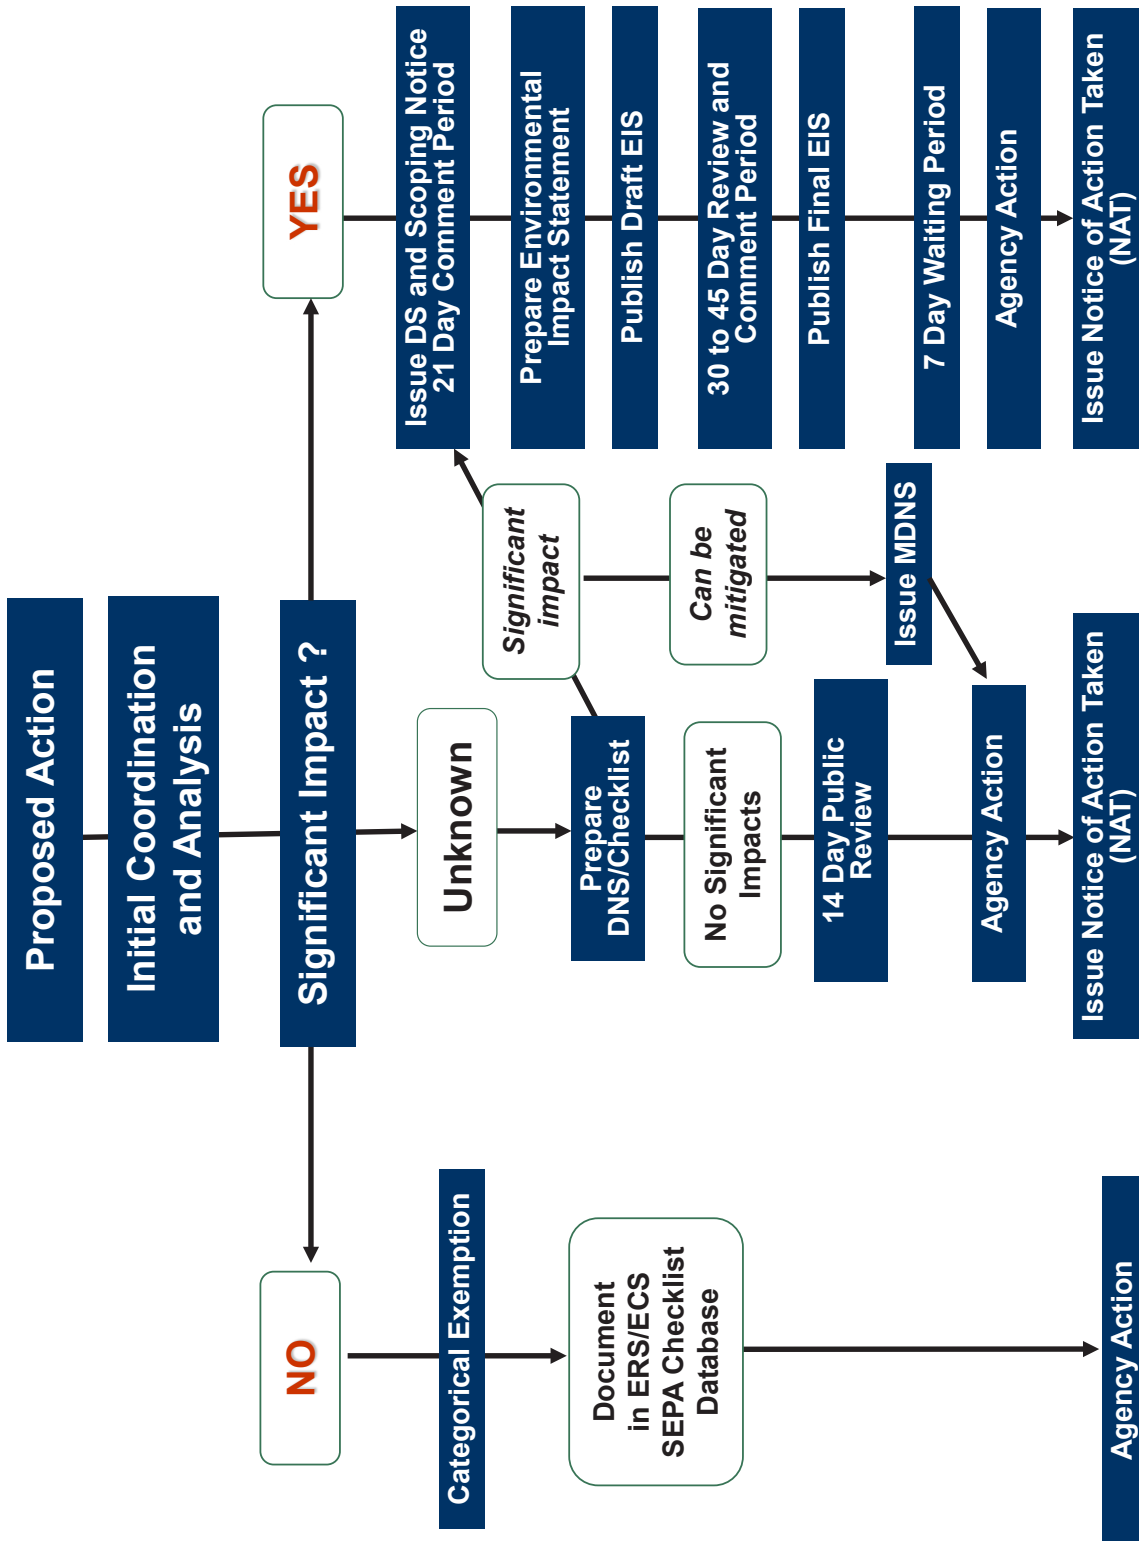 Proposed Action
Initial Coordination
and Analysis
Significant Impact ?
NO
Categorical Exemption
Document
in ERS/ECS
SEPA Checklist
Database
Agency Action
Unknown
Prepare
DNS/Checklist
No Significant
Impacts
14 Day Public
Review
Agency Action
Issue Notice of Action Taken
(NAT)
Significant
impact
Can be
mitigated
Issue MDNS
YES
Issue DS and Scoping Notice
21 Day Comment Period
Prepare Environmental
Impact Statement
Publish Draft EIS
30 to 45 Day Review and
Comment Period
Publish Final EIS
7 Day Waiting Period
Agency Action
Issue Notice of Action Taken
(NAT)